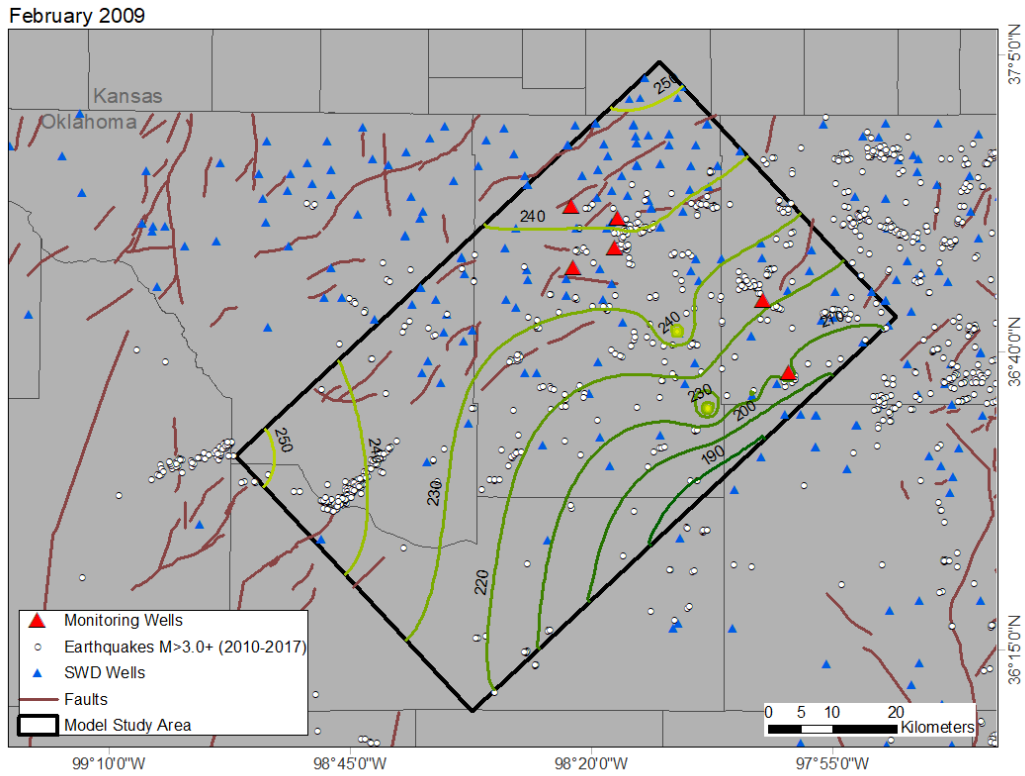 February 2009
37°5'0"N
Kansas
Oklahoma
250
240
240
210
36°40'0"N
230
200
250
240
190
230
220
36°15'0"N
Monitoring Wells
Earthquakes M>3.0+ (2010-2017)
SWD Wells
Faults
Model Study Area
0 5 10 20
Kilometers
99°10'0"W 98°45'0"W 98°20'0"W 97°55'0"W